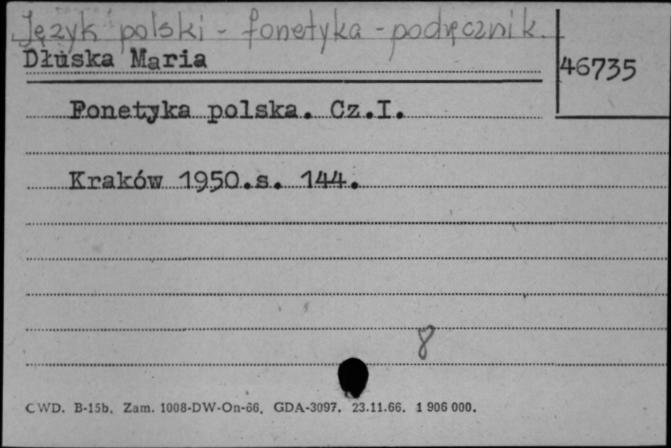 Język polski - fonetyka - podręcznik.
Dłuska Maria
46735
Fonetyka polska. Cz.I.
Kraków 1950.s. 144.
8
CWD. B-15b. Zam. 1008-DW-On-66. GDA-3097. 23.11.66. 1 906 000.